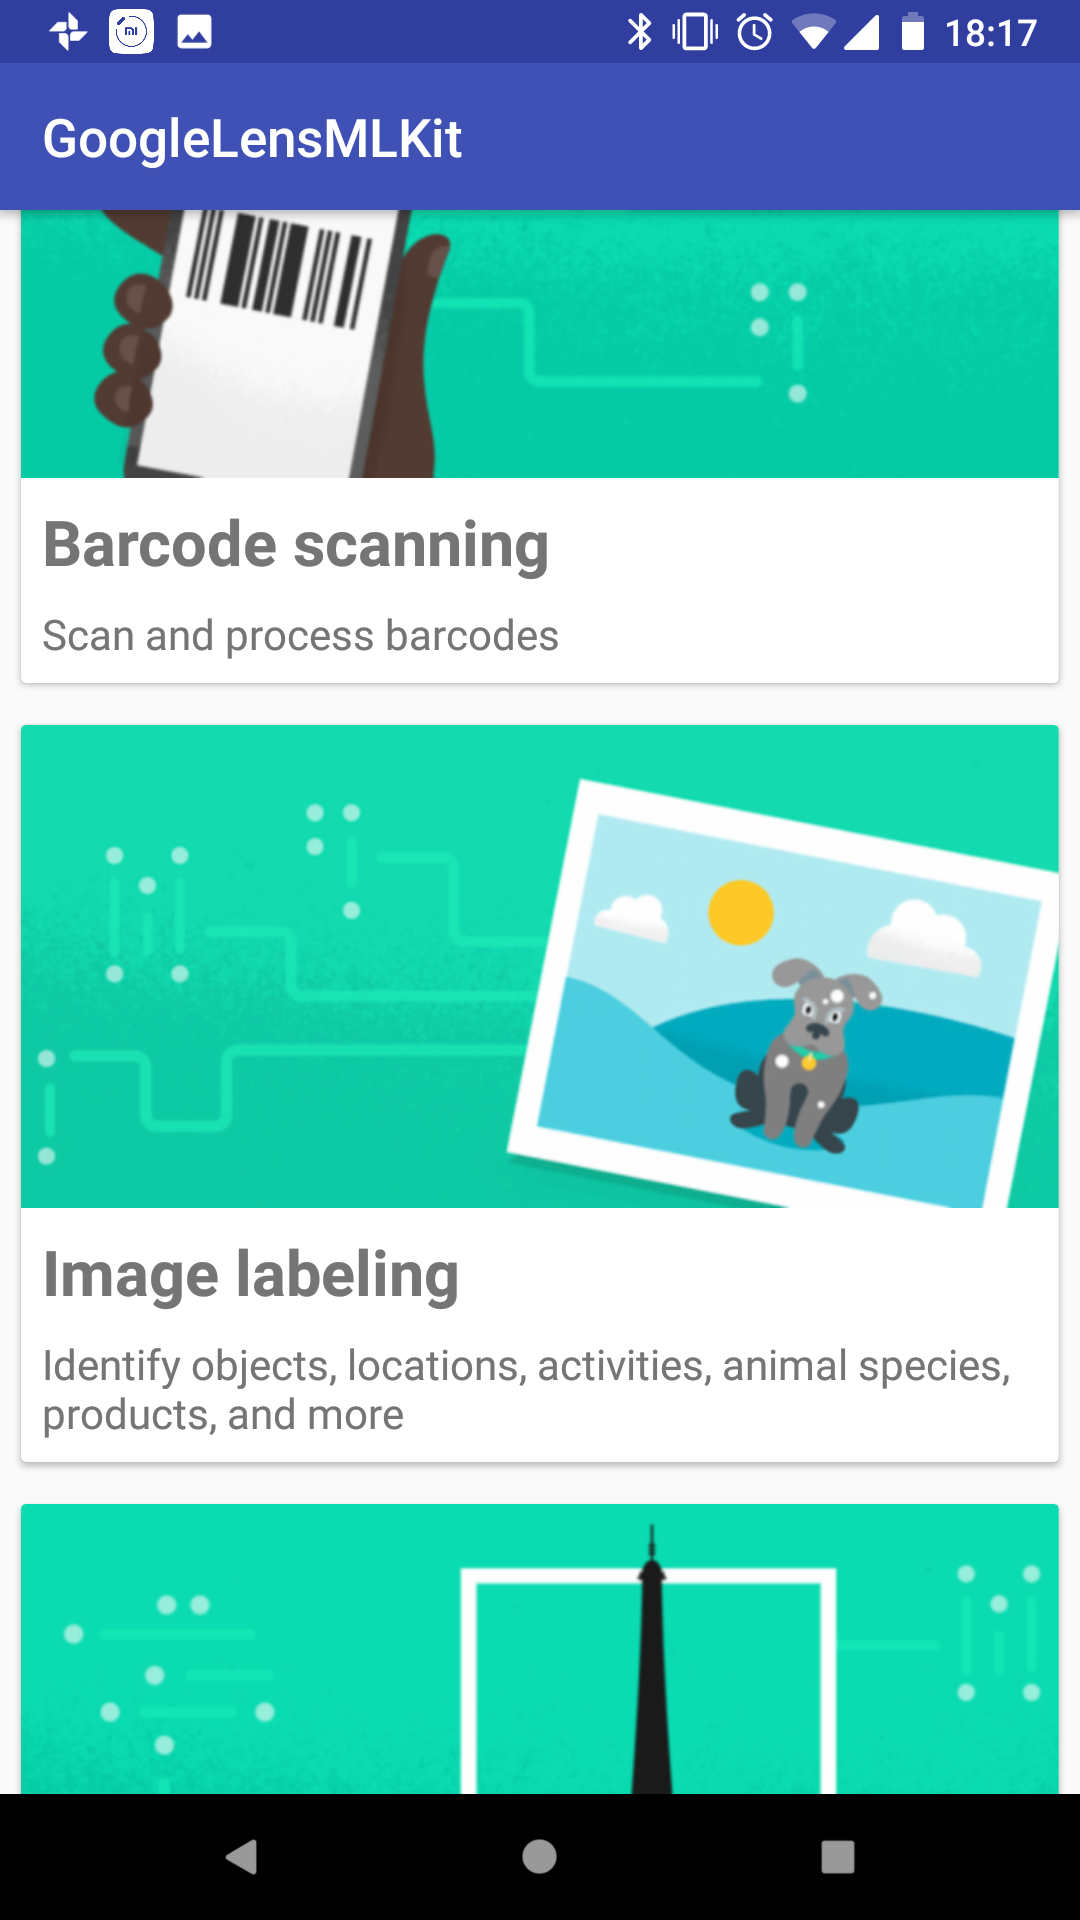 mi
18:17
GoogleLensMLKit
Barcode scanning
Scan and process barcodes
Image labeling
Identify objects, locations, activities, animal species,
products, and more